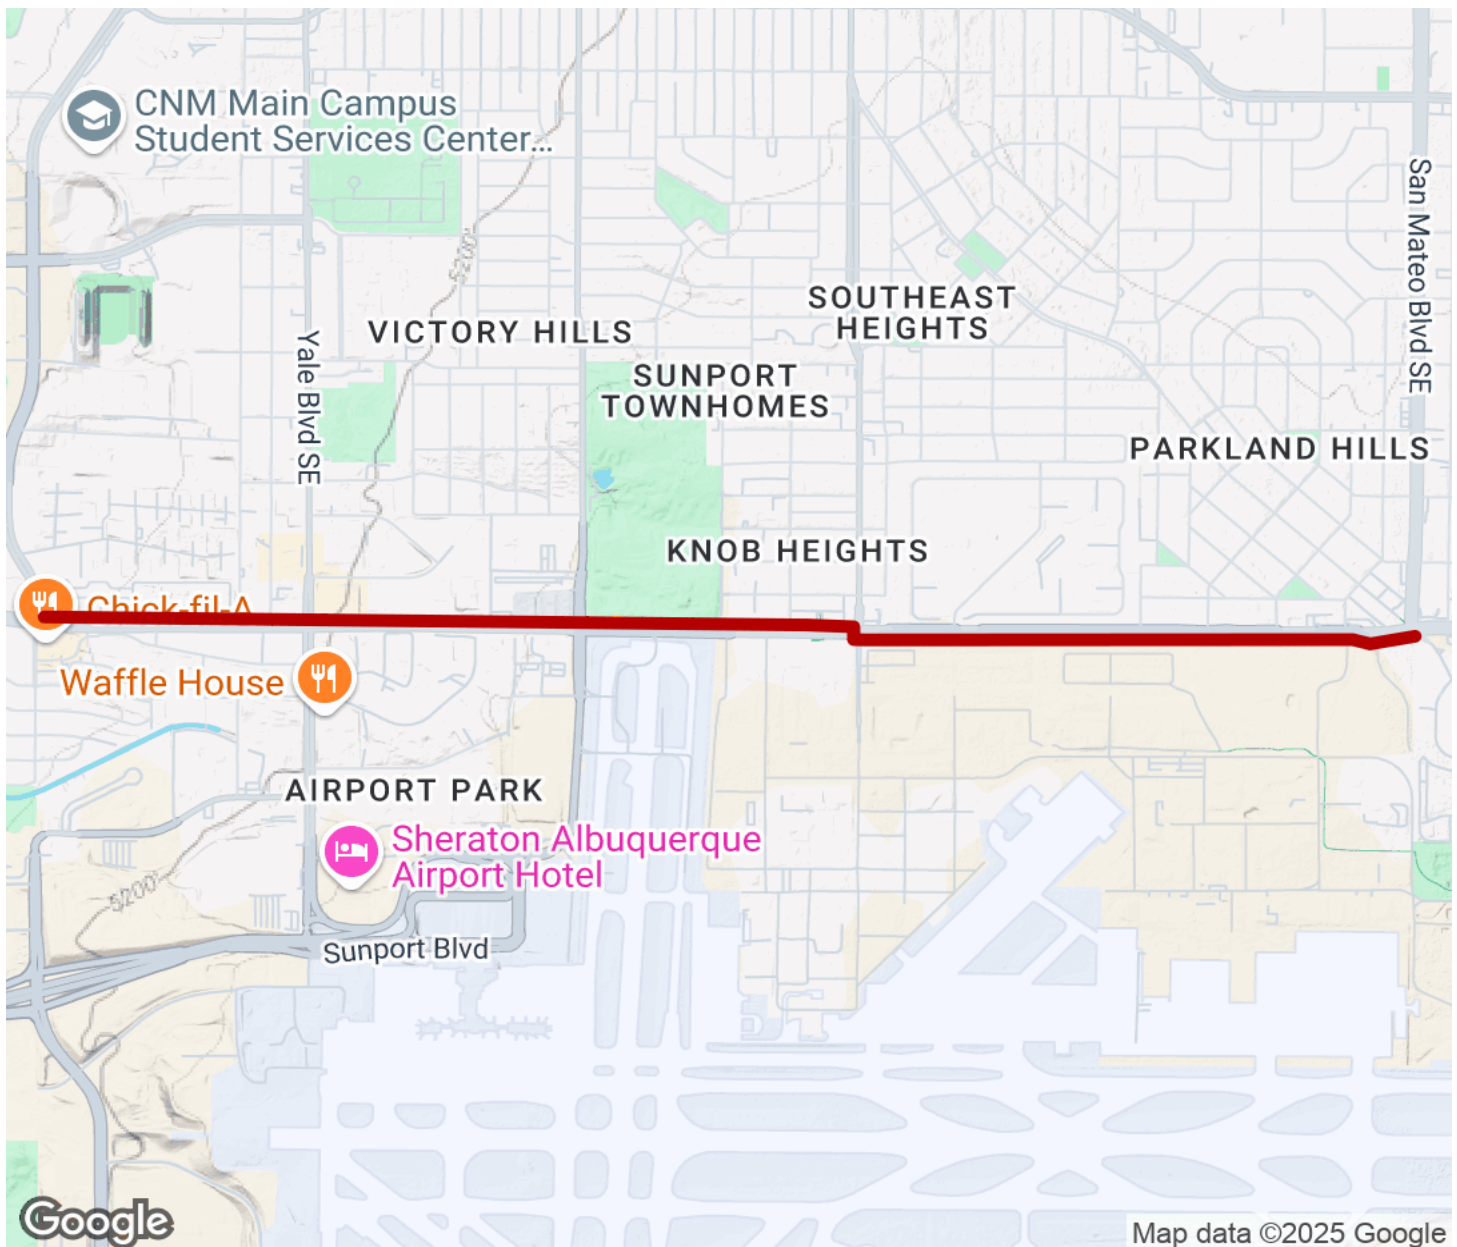 CNM Main Campus
Student Services Center...
San Mateo Blvd SE
5200'
SOUTHEAST
HEIGHTS
VICTORY HILLS
Yale Blvd SE
SUNPORT
TOWNHOMES
PARKLAND HILLS
KNOB HEIGHTS
Chick-fil-A
Waffle House
AIRPORT PARK
Sheraton Albuquerque
Airport Hotel
5200'
Sunport Blvd
Google
Map data ©2025 Google